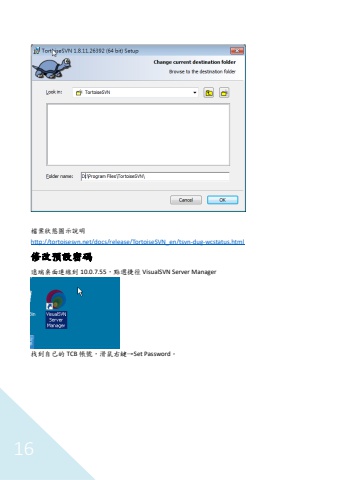 TortoiseSVN 1.8.11.26392 (64 bit) Setup
Change current destination folder
Browse to the destination folder
Look in:
TortoiseSVN
Folder name:
D:\Program Files\TortoiseSVN\
Cancel
OK
檔案狀態圖示說明
http://tortoisesvn.net/docs/release/TortoiseSVN_en/tsvn-dug-wcstatus.html
修改預設密碼
遠端桌面連線到 10.0.7.55，點選捷徑 VisualSVN Server Manager
VisualSVN
Server
Manager
找到自己的 TCB 帳號，滑鼠右鍵→Set Password。
16